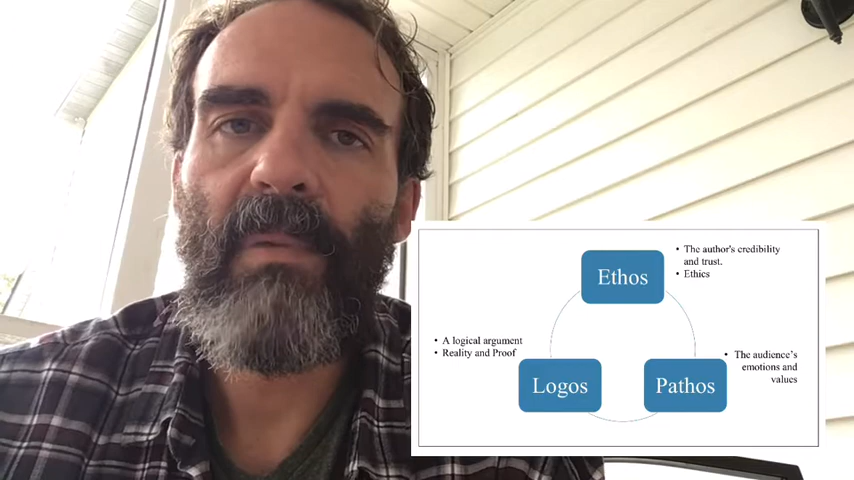 Ethos
• The author's credibility
and trust.
• Ethics
• A logical argument
• Reality and Proof
Logos
Pathos
• The audience's
emotions and
values